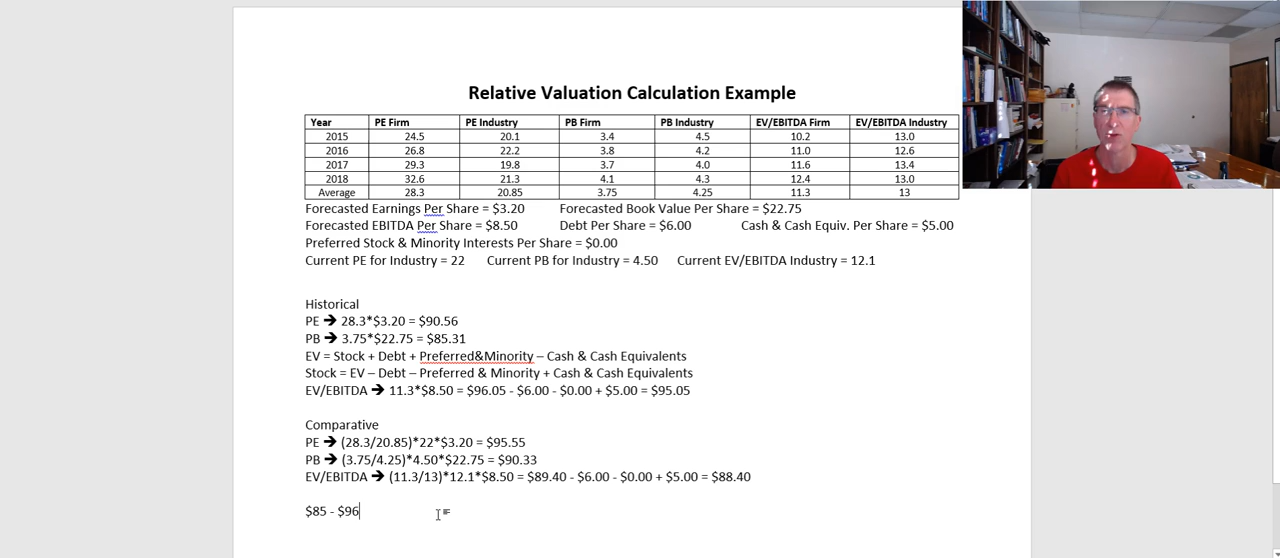 Relative Valuation Calculation Example
Year PE Firm PE Industry PB Firm PB Industry EV/EBITDA Firm EV/EBITDA Industry
2015 24.5 20.1 3.4 4.5 10.2 13.0
2016 26.8 22.2 3.8 4.2 11.0 12.6
2017 29.3 19.8 3.7 4.0 11.6 13.4
2018 32.6 21.3 4.1 4.3 12.4 13.0
Average 28.3 20.85 3.75 4.25 11.3 13
Forecasted Earnings Per Share = $3.20 Forecasted Book Value Per Share = $22.75
Forecasted EBITDA Per Share = $8.50 Debt Per Share = $6.00 Cash & Cash Equiv. Per Share = $5.00
Preferred Stock & Minority Interests Per Share = $0.00
Current PE for Industry = 22 Current PB for Industry = 4.50 Current EV/EBITDA Industry = 12.1
Historical
PE ➔ 28.3*$3.20 = $90.56
PB ➔ 3.75*$22.75 = $85.31
EV = Stock + Debt + Preferred&Minority – Cash & Cash Equivalents
Stock = EV – Debt – Preferred & Minority + Cash & Cash Equivalents
EV/EBITDA ➔ 11.3*$8.50 = $96.05 - $6.00 - $0.00 + $5.00 = $95.05
Comparative
PE ➔ (28.3/20.85)*22*$3.20 = $95.55
PB ➔ (3.75/4.25)*4.50*$22.75 = $90.33
EV/EBITDA ➔ (11.3/13)*12.1*$8.50 = $89.40 - $6.00 - $0.00 + $5.00 = $88.40
$85 - $96